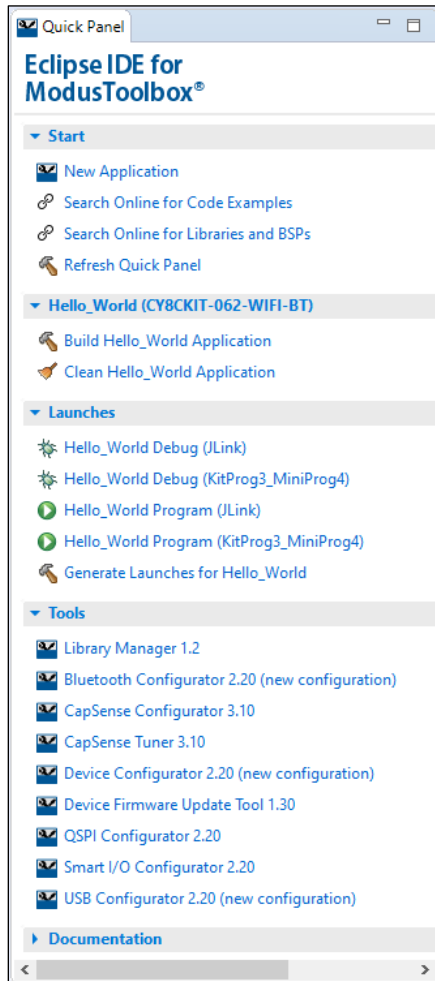 Quick Panel
Eclipse IDE for
ModusToolbox®
Start
New Application
Search Online for Code Examples
Search Online for Libraries and BSPs
Refresh Quick Panel
Hello_World (CY8CKIT-062-WIFI-BT)
Build Hello_World Application
Clean Hello_World Application
Launches
Hello_World Debug (JLink)
Hello_World Debug (KitProg3_MiniProg4)
Hello_World Program (JLink)
Hello_World Program (KitProg3_MiniProg4)
Generate Launches for Hello_World
Tools
Library Manager 1.2
Bluetooth Configurator 2.20 (new configuration)
CapSense Configurator 3.10
CapSense Tuner 3.10
Device Configurator 2.20 (new configuration)
Device Firmware Update Tool 1.30
QSPI Configurator 2.20
Smart I/O Configurator 2.20
USB Configurator 2.20 (new configuration)
Documentation